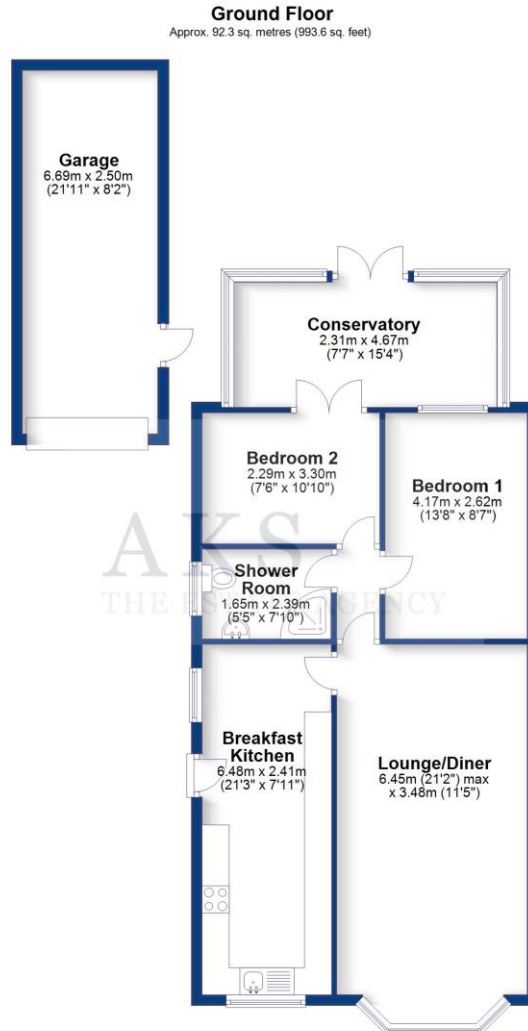 Ground Floor
Approx. 92.3 sq. metres (993.6 sq. feet)
Garage
6.69m x 2.50m
(21'11" x 8'2")
Conservatory
2.31m x 4.67m
(7'7" x 15'4")
Bedroom 2
2.29m x 3.30m
(7'6" x 10'10")
Bedroom 1
4.17m x 2.62m
(13'8" x 8'7")
AKS
THE ESTATE AGENCY
Shower
Room
1.65m x 2.39m
(5'5" x 7'10")
Breakfast
Kitchen
6.48m x 2.41m
(21'3" x 7'11")
Lounge/Diner
6.45m (21'2") max
x 3.48m (11'5")